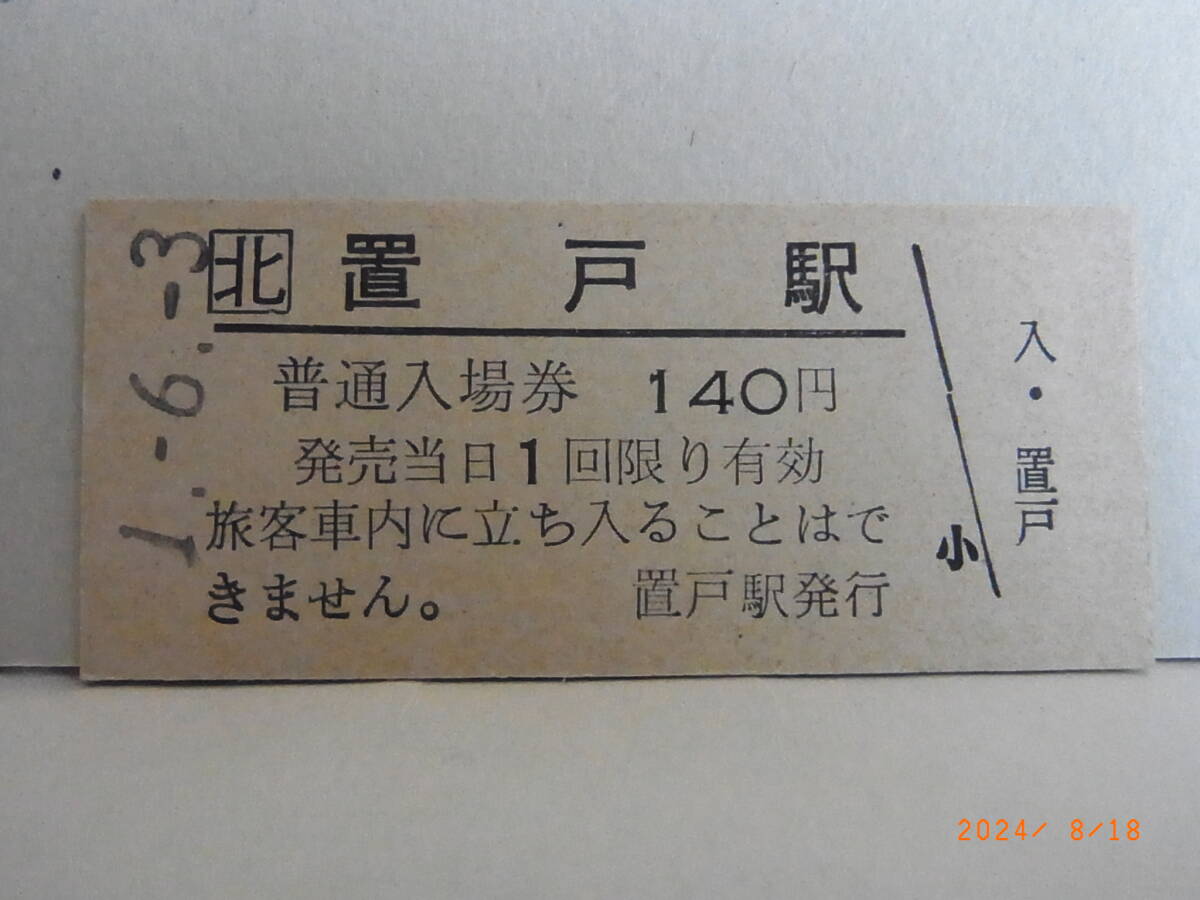 1.-6.-3
北 置戸駅
普通入場券 140円
発売当日1回限り有効
旅客車内に立ち入ることはで
きません。 置戸駅発行
小
入・置戸
2024/ 8/18